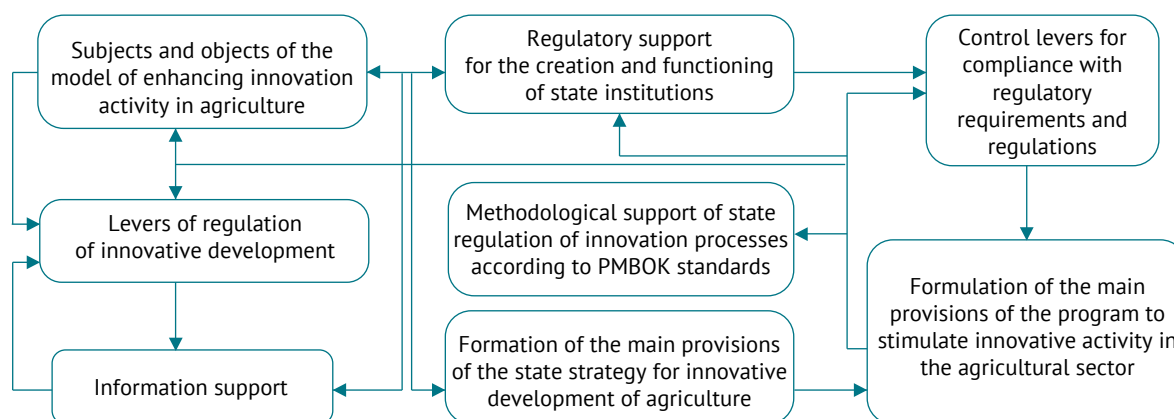 Subjects and objects of the
model of enhancing innovation
activity in agriculture
Regulatory support
for the creation and functioning
of state institutions
Control levers for
compliance with
regulatory
requirements and
regulations
Levers of regulation
of innovative development
Methodological support of state
regulation of innovation processes
according to PMBOK standards
Formulation of the main
provisions of the program to
stimulate innovative activity in
the agricultural sector
Information support
Formation of the main provisions
of the state strategy for innovative
development of agriculture